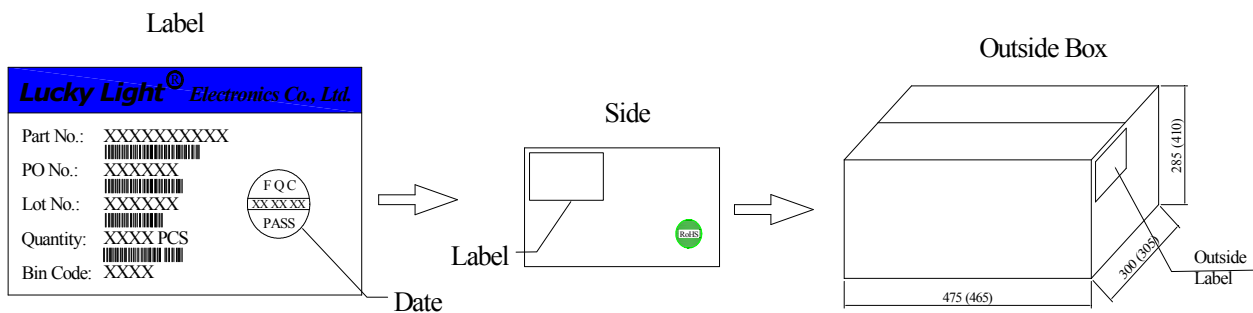 Label
Lucky Light® Electronics Co., Ltd.
Part No.: XXXXXXXXXX
PO No.: XXXXXX
Lot No.: XXXXXX
Quantity: XXXX PCS
Bin Code: XXXX
F Q C
XX XX XX
PASS
Date
Side
RoHS
Label
Outside Box
285 (410)
300 (305)
475 (465)
Outside
Label